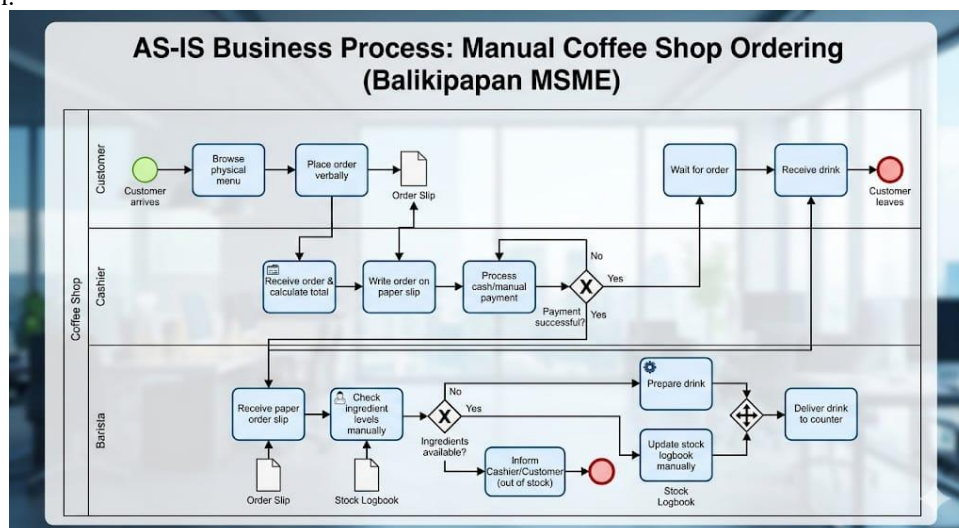 AS-IS Business Process: Manual Coffee Shop Ordering
(Balikipapan MSME)
Coffee Shop
Customer
Customer
arrives
Browse
physical
menu
Place order
verbally
Order Slip
Wait for order
Receive drink
Customer
leaves
Cashier
Receive order &
calculate total
Write order on
paper slip
Process
cash/manual
payment
No
X
Yes
Payment
successful?
Yes
Barista
Receive paper
order slip
Order Slip
Check
ingredient
levels
manually
Stock Logbook
No
X
Yes
Ingredients
available?
Inform
Cashier/Customer
(out of stock)
Prepare drink
Update stock
logbook
manually
Stock
Logbook
Deliver drink
to counter